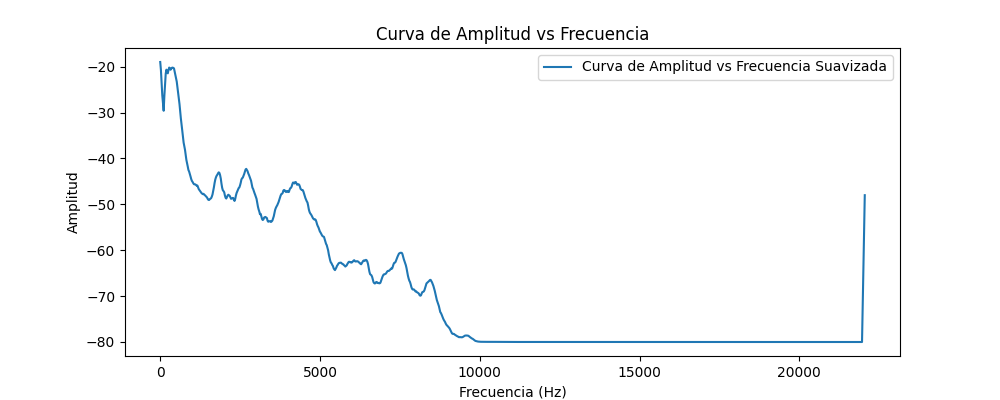 Curva de Amplitud vs Frecuencia
Curva de Amplitud vs Frecuencia Suavizada
Amplitud
−20
−30
−40
−50
−60
−70
−80
0 5000 10000 15000 20000
Frecuencia (Hz)